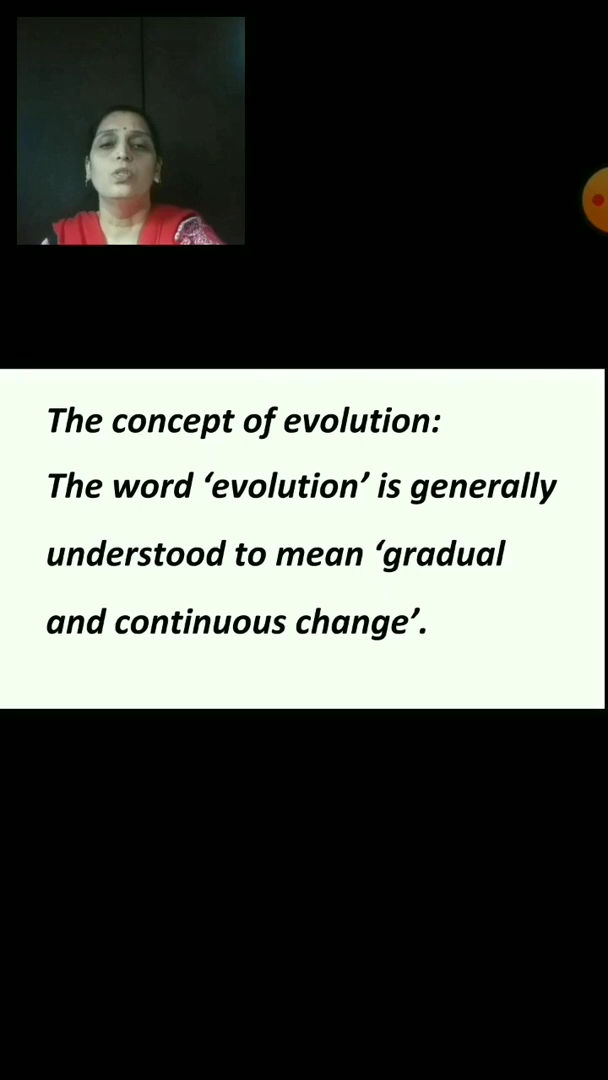 The concept of evolution:
The word ‘evolution’ is generally
understood to mean ‘gradual
and continuous change’.